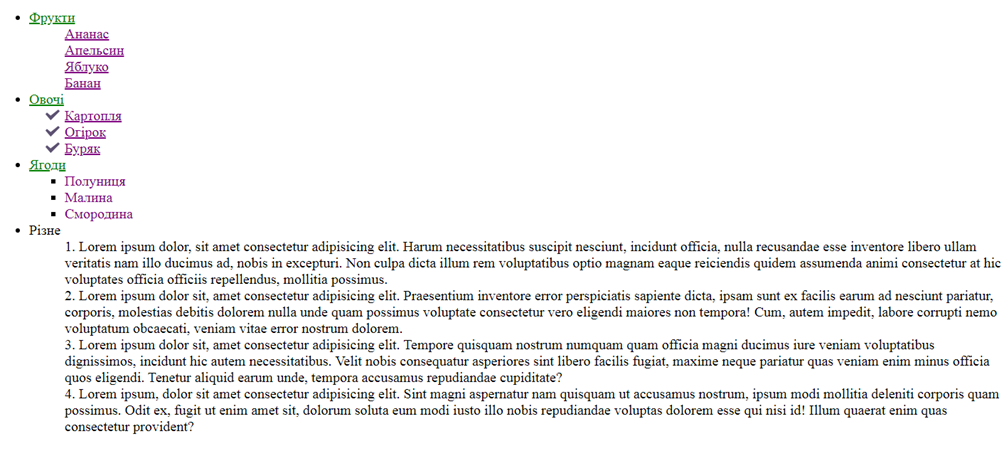 Фрукти
Ананас
Апельсин
Яблуко
Банан
Овочі
Картопля
Огірок
Буряк
Ягоди
Полуниця
Малина
Смородина
Різне
1. Lorem ipsum dolor, sit amet consectetur adipisicing elit. Harum necessitatibus suscipit nesciunt, incidunt officia, nulla recusandae esse inventore libero ullam
veritatis nam illo ducimus ad, nobis in excepturi. Non culpa dicta illum rem voluptatibus optio magnam eaque reiciendis quidem assumenda animi consectetur at hic
voluptates officia officiis repellendus, mollitia possimus.
2. Lorem ipsum dolor sit, amet consectetur adipisicing elit. Praesentium inventore error perspiciatis sapiente dicta, ipsam sunt ex facilis earum ad nesciunt pariatur,
corporis, molestias debitis dolorem nulla unde quam possimus voluptate consectetur vero eligendi maiores non tempora! Cum, autem impedit, labore corrupti nemo
voluptatum obcaecati, veniam vitae error nostrum dolorem.
3. Lorem ipsum dolor sit amet, consectetur adipisicing elit. Tempore quisquam nostrum numquam quam officia magni ducimus iure veniam voluptatibus
dignissimos, incidunt hic autem necessitatibus. Velit nobis consequatur asperiores sint libero facilis fugiat, maxime neque pariatur quas veniam enim minus officia
quos eligendi. Tenetur aliquid earum unde, tempora accusamus repudiandae cupiditate?
4. Lorem ipsum, dolor sit amet consectetur adipisicing elit. Sint magni aspernatur nam quisquam ut accusamus nostrum, ipsum modi mollitia deleniti corporis quam
possimus. Odit ex, fugit ut enim amet sit, dolorum soluta eum modi iusto illo nobis repudiandae voluptas dolorem esse qui nisi id! Illum quaerat enim quas
consectetur provident?